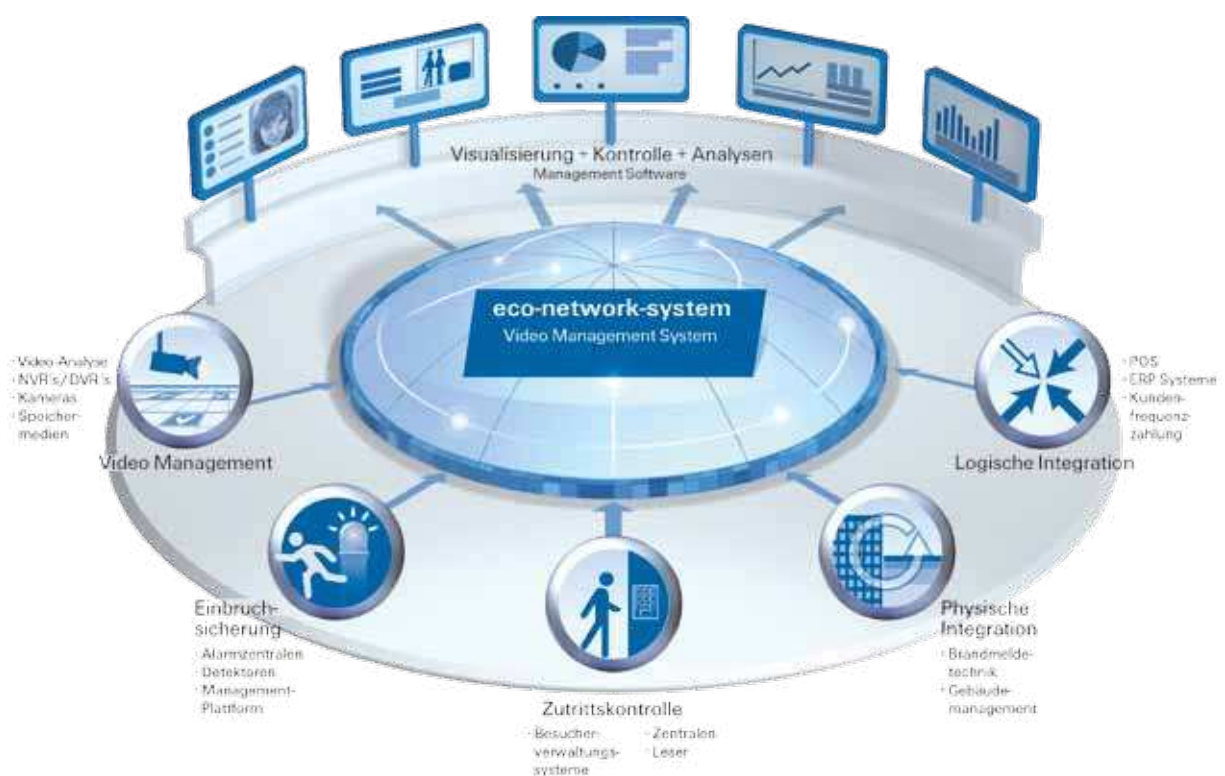 Visualisierung + Kontrolle + Analysen
Management Software
eco-network-system
Video Management System
· Video-Analyse
· NVR's/DVR's
· Kameras
· Speicher-
medien
Video Management
· POS
· ERP Systeme
· Kunden-
frequenz-
zahlung
Logische Integration
Einbruch-
sicherung
· Alarmzentralen
· Detektoren
· Management-
Plattform
Zutrittskontrolle
· Besucher-
verwaltungs-
systeme
· Zentralen
· Leser
Physische
Integration
· Brandmelde-
technik
· Gebäude-
management